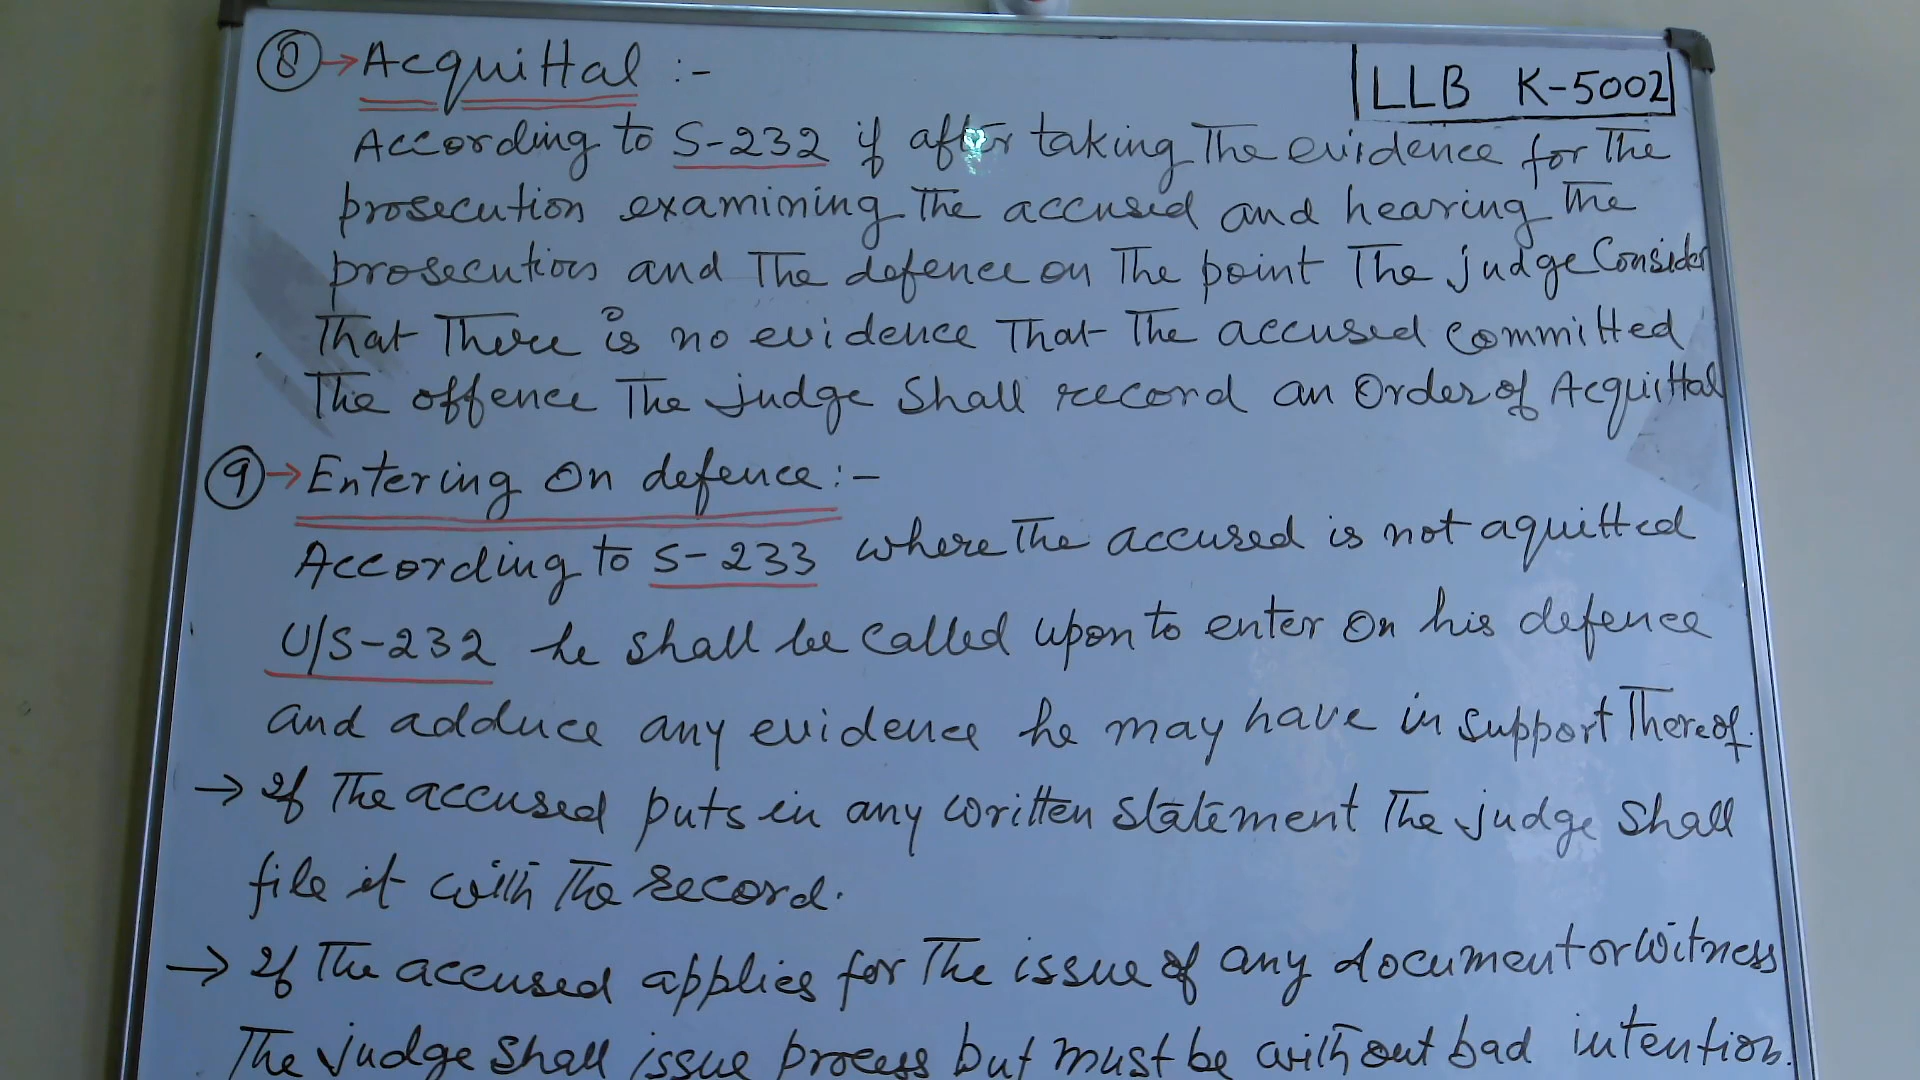 8 → Acquittal :-
LLB K-5002
According to S-232 if after taking The evidence for The
prosecution examining The accused and hearing The
prosecution and The defence on The point The judge Consider
That There is no evidence That The accused committed
The offence The judge Shall record an Order of Acquittal
9 → Entering On defence :-
According to S-233 where The accused is not aquitted
U/S-232 he shall be called upon to enter On his defence
and adduce any evidence he may have in support Thereof.
→ If The accused puts in any written statement The judge Shall
file it with The record.
→ If The accused applies for The issue of any document or witness
The judge Shall issue process but must be without bad intention.